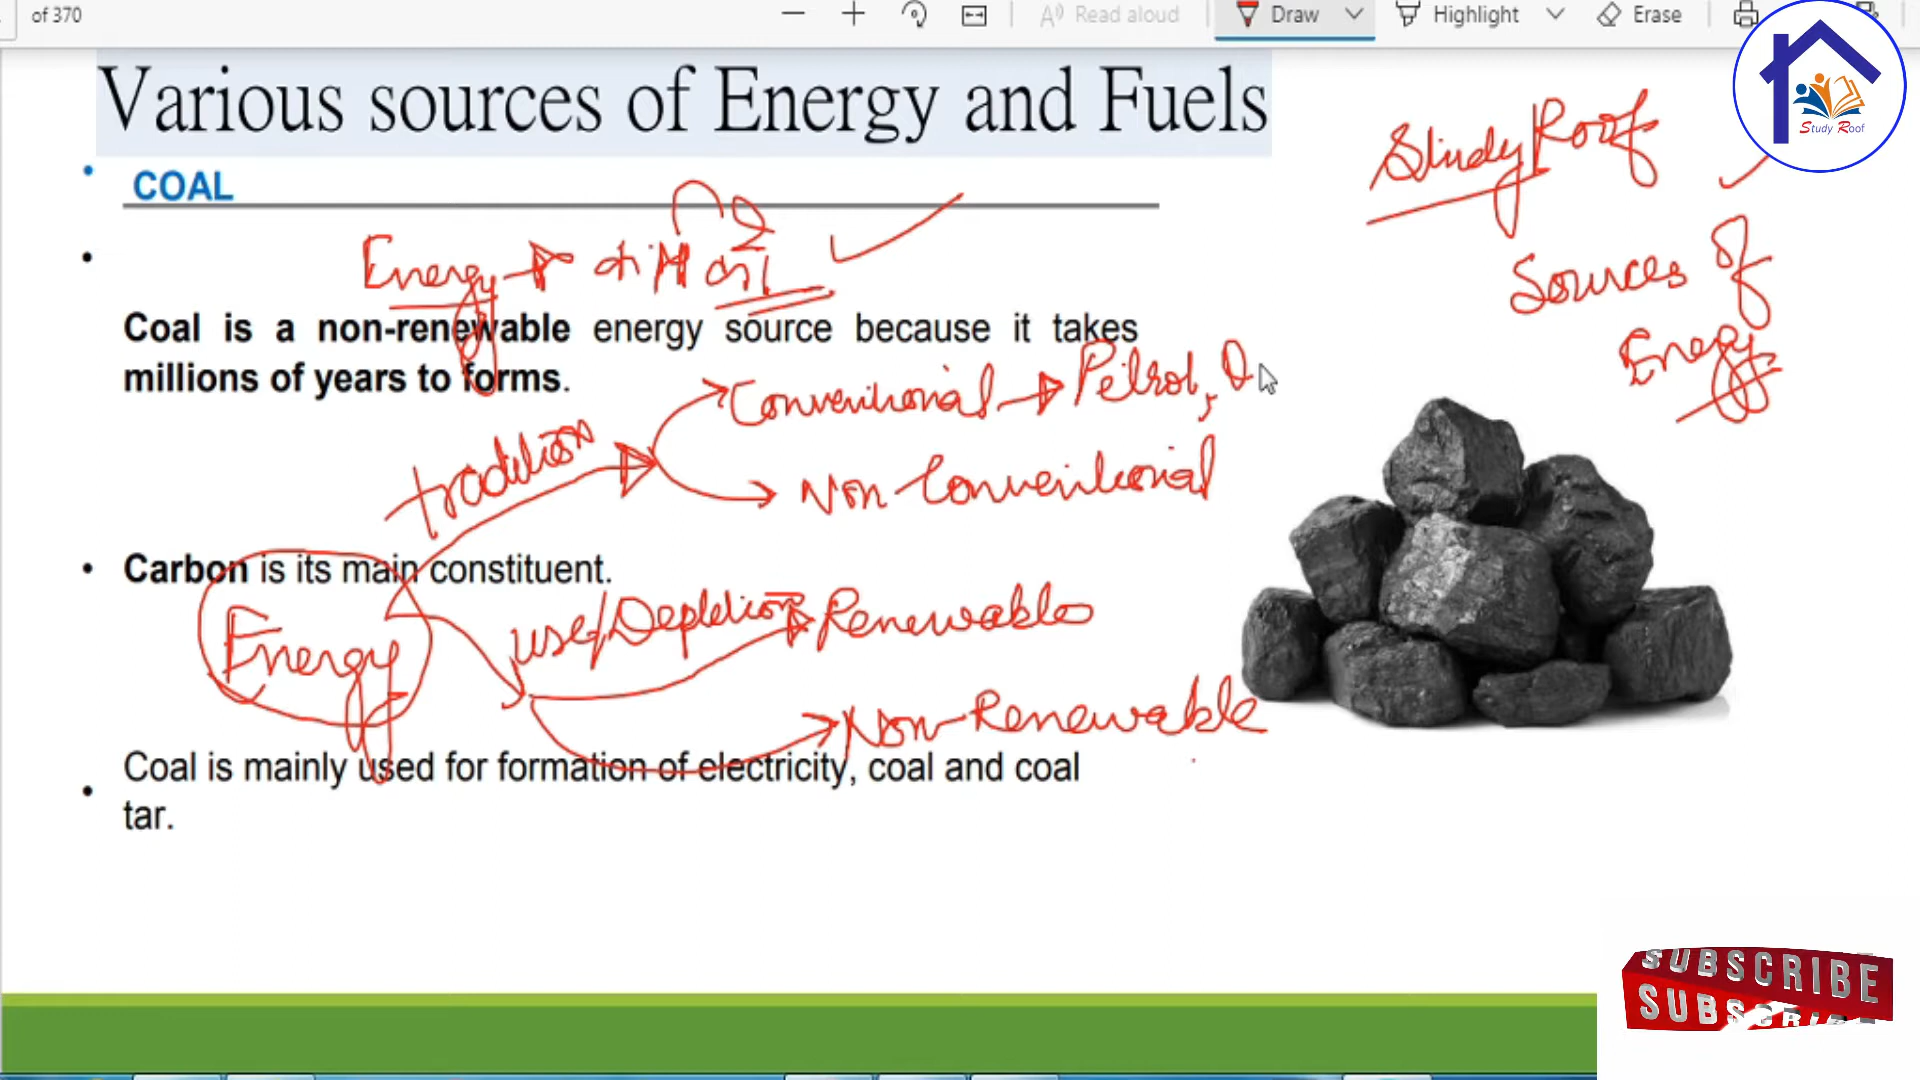 of 370
Read aloud
Draw
Highlight
Erase
Various sources of Energy and Fuels
Study Roof
Study Roof
COAL
Sources of
Energy
Energy
Coal is a non-renewable energy source because it takes
millions of years to forms.
Conventional → Petrol, D
tradition
Non-Conventional
Carbon is its main constituent.
Energy
use/Depletion
Renewable
Non-Renewable
Coal is mainly used for formation of electricity, coal and coal
tar.
SUBSCRIBE
SUBSCRIBE